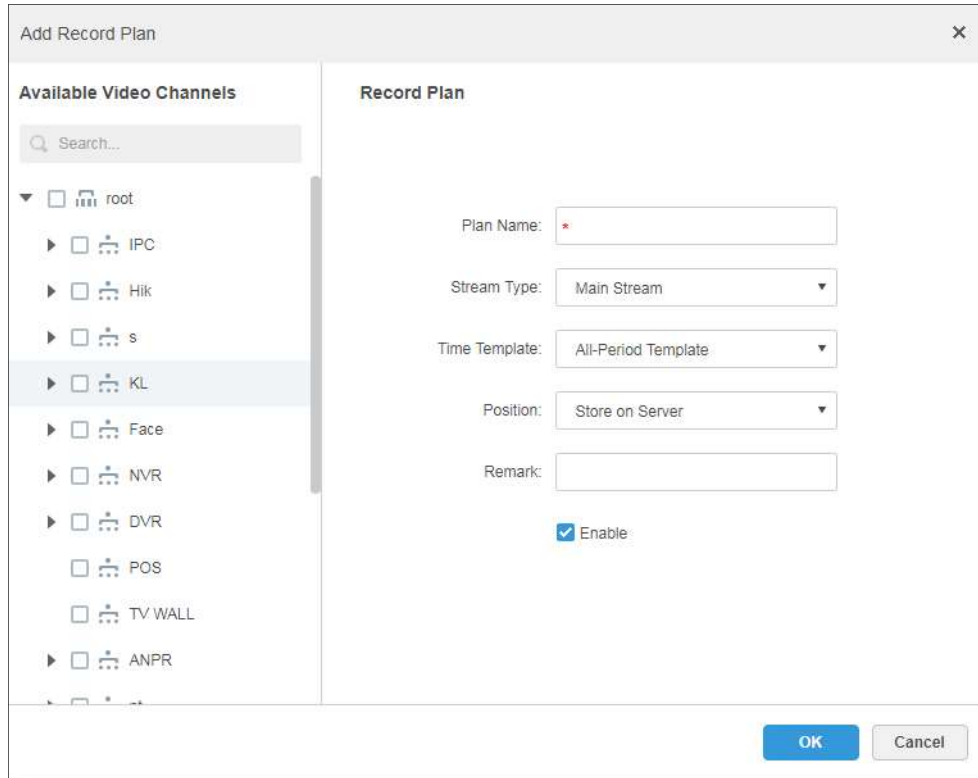 Add Record Plan
Available Video Channels
Search...
root
IPC
Hik
s
KL
Face
NVR
DVR
POS
TV WALL
ANPR
Record Plan
Plan Name: *
Stream Type: Main Stream
Time Template: All-Period Template
Position: Store on Server
Remark:
Enable
OK Cancel